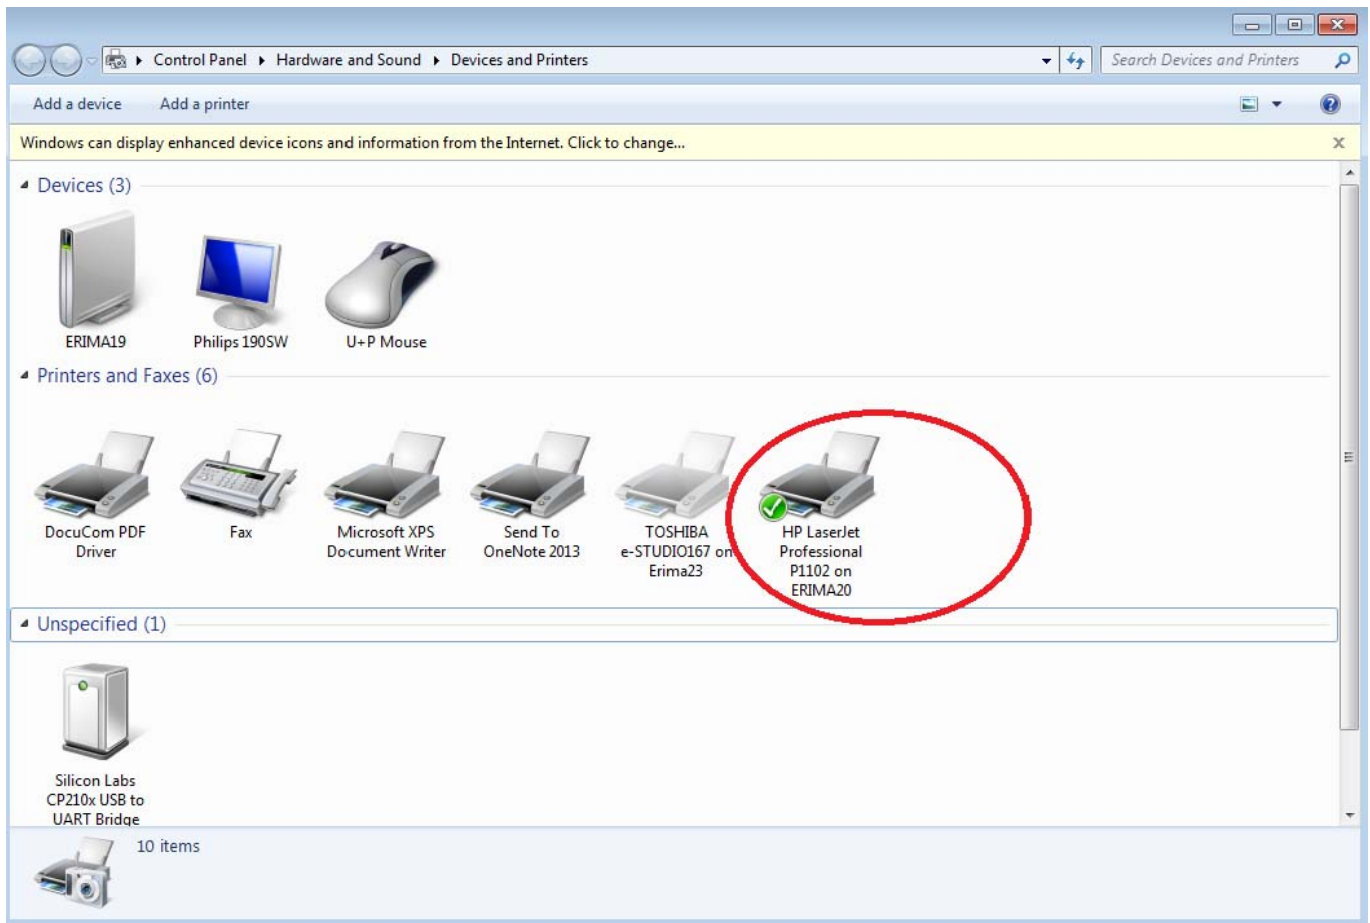 Control Panel Hardware and Sound Devices and Printers
Search Devices and Printers
Add a device Add a printer
Windows can display enhanced device icons and information from the Internet. Click to change...
Devices (3)
ERIMA19
Philips 190SW
U+P Mouse
Printers and Faxes (6)
DocuCom PDF
Driver
Fax
Microsoft XPS
Document Writer
Send To
OneNote 2013
TOSHIBA
e-STUDIO167 on
Erima23
HP LaserJet
Professional
P1102 on
ERIMA20
Unspecified (1)
Silicon Labs
CP210x USB to
UART Bridge
10 items